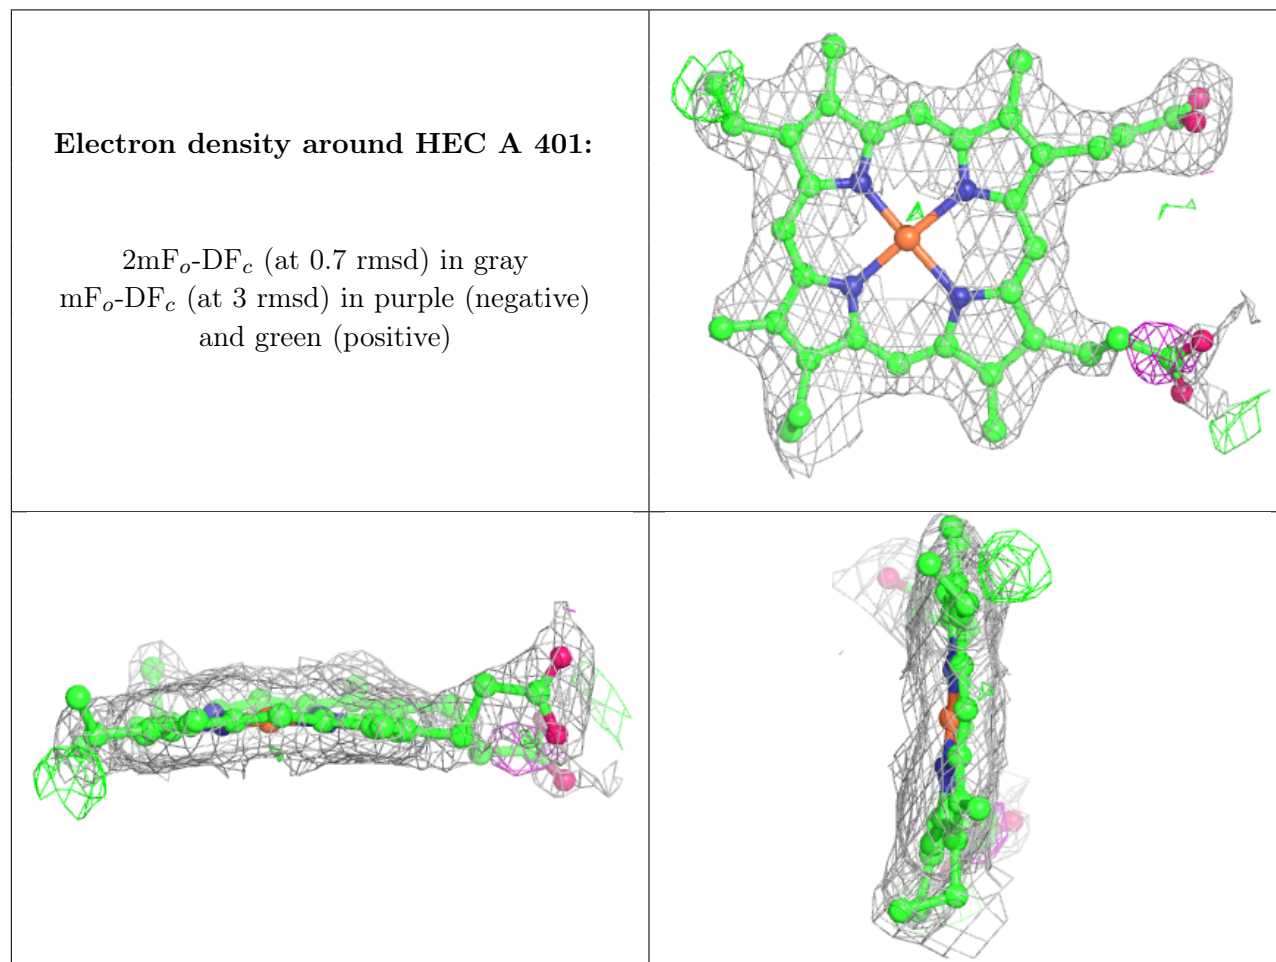 Electron density around HEC A 401:
2mFₒ-DF𝑐 (at 0.7 rmsd) in gray
mFₒ-DF𝑐 (at 3 rmsd) in purple (negative)
and green (positive)